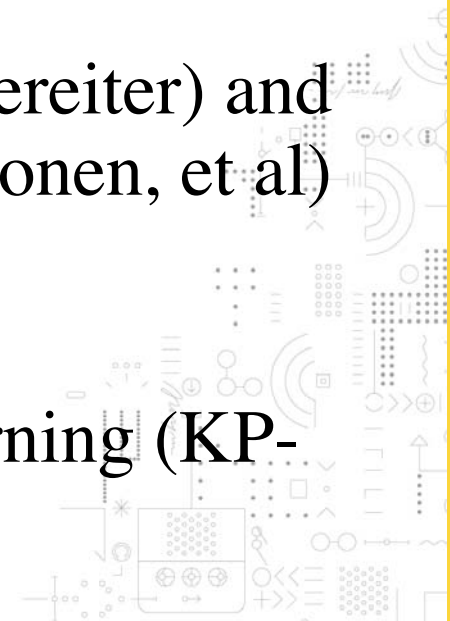 ereiter) and
onen, et al)
rning (KP-